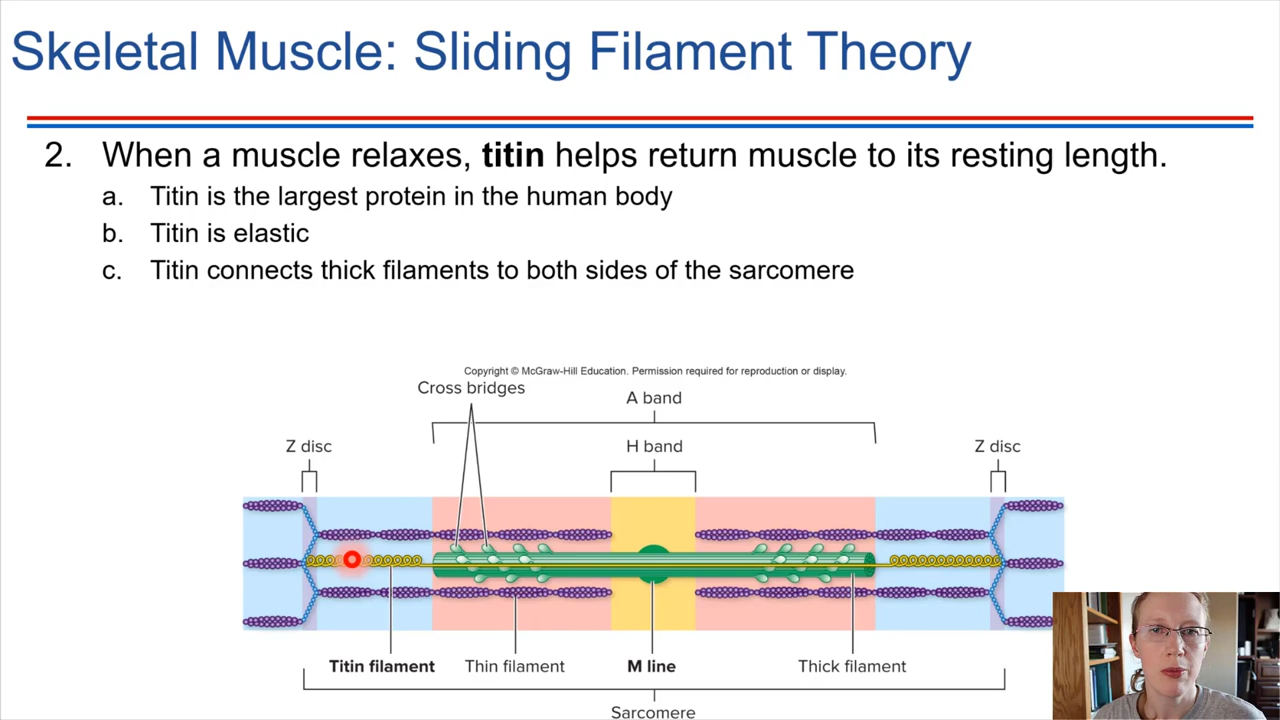 Skeletal Muscle: Sliding Filament Theory
2. When a muscle relaxes, titin helps return muscle to its resting length.
a. Titin is the largest protein in the human body
b. Titin is elastic
c. Titin connects thick filaments to both sides of the sarcomere
Copyright © McGraw-Hill Education. Permission required for reproduction or display.
Cross bridges
A band
Z disc
H band
Z disc
Titin filament
Thin filament
M line
Thick filament
Sarcomere